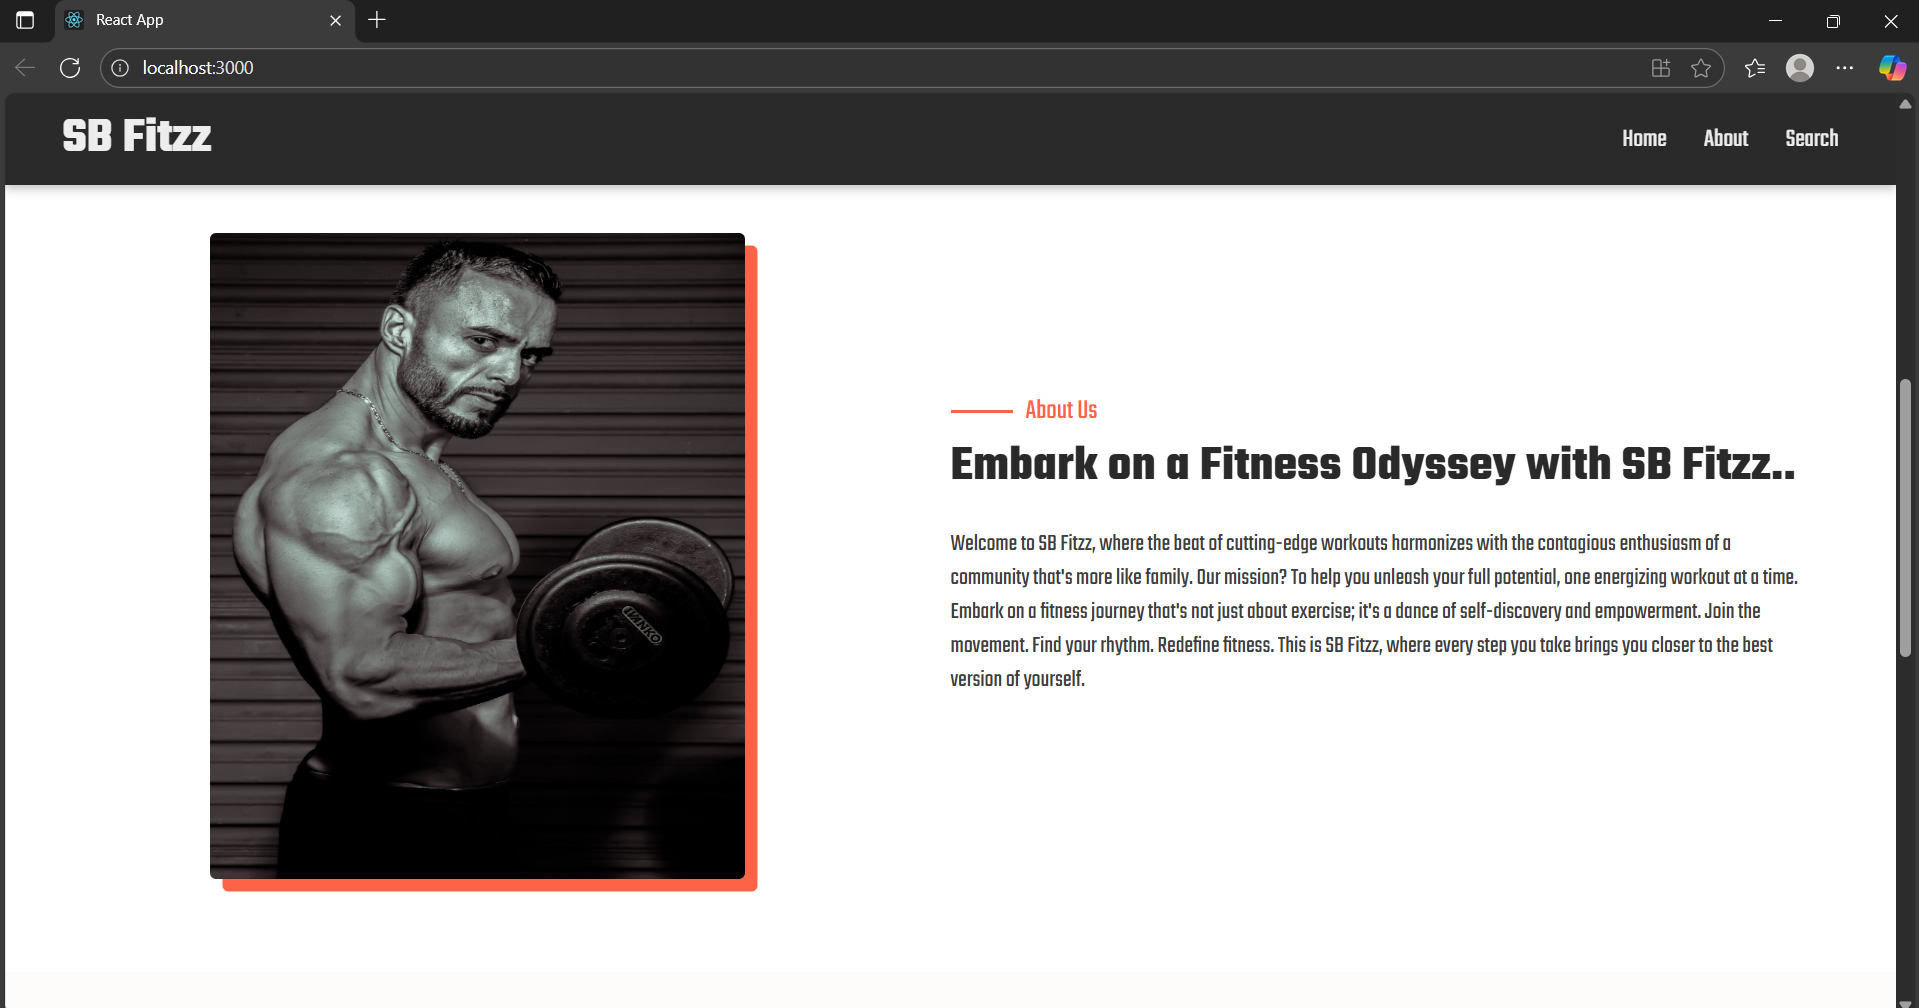 React App
localhost:3000
SB Fitzz
Home About Search
IVANKO
About Us
Embark on a Fitness Odyssey with SB Fitzz..
Welcome to SB Fitzz, where the beat of cutting-edge workouts harmonizes with the contagious enthusiasm of a
community that's more like family. Our mission? To help you unleash your full potential, one energizing workout at a time.
Embark on a fitness journey that's not just about exercise; it's a dance of self-discovery and empowerment. Join the
movement. Find your rhythm. Redefine fitness. This is SB Fitzz, where every step you take brings you closer to the best
version of yourself.